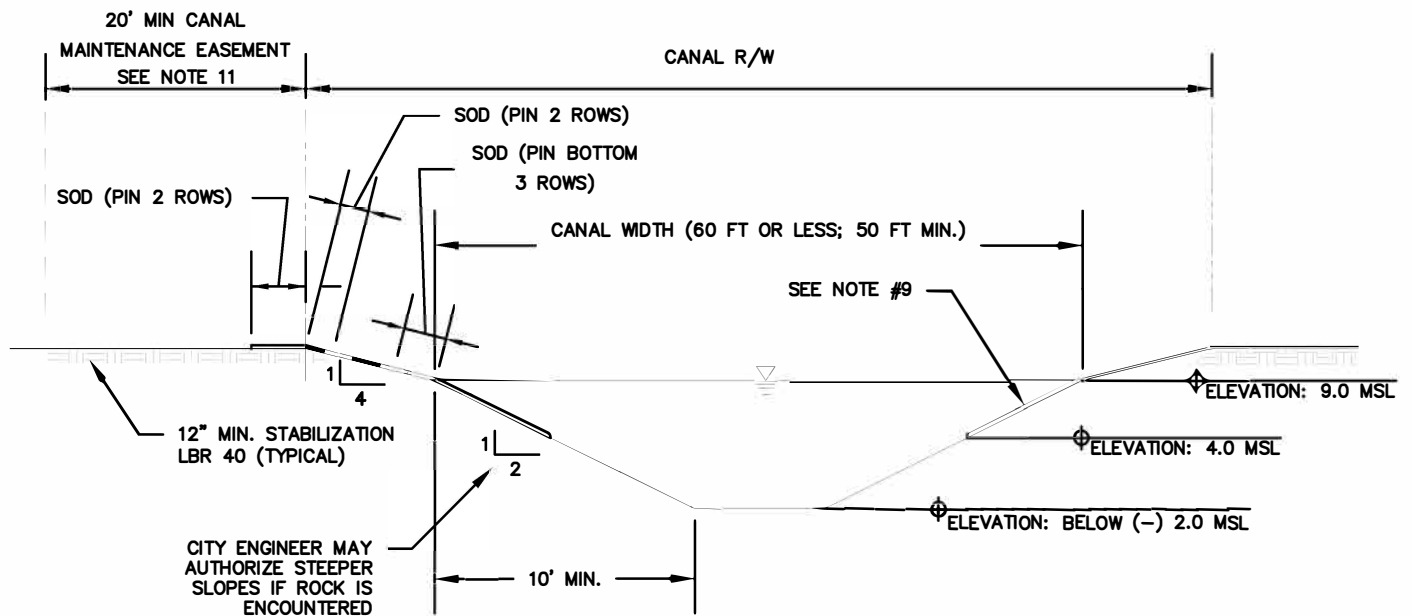 20' MIN CANAL
MAINTENANCE EASEMENT
SEE NOTE 11
CANAL R/W
SOD (PIN 2 ROWS)
SOD (PIN BOTTOM
3 ROWS)
SOD (PIN 2 ROWS)
CANAL WIDTH (60 FT OR LESS; 50 FT MIN.)
SEE NOTE #9
1
4
ELEVATION: 9.0 MSL
12" MIN. STABILIZATION
LBR 40 (TYPICAL)
1
2
ELEVATION: 4.0 MSL
ELEVATION: BELOW (-) 2.0 MSL
CITY ENGINEER MAY
AUTHORIZE STEEPER
SLOPES IF ROCK IS
ENCOUNTERED
10' MIN.